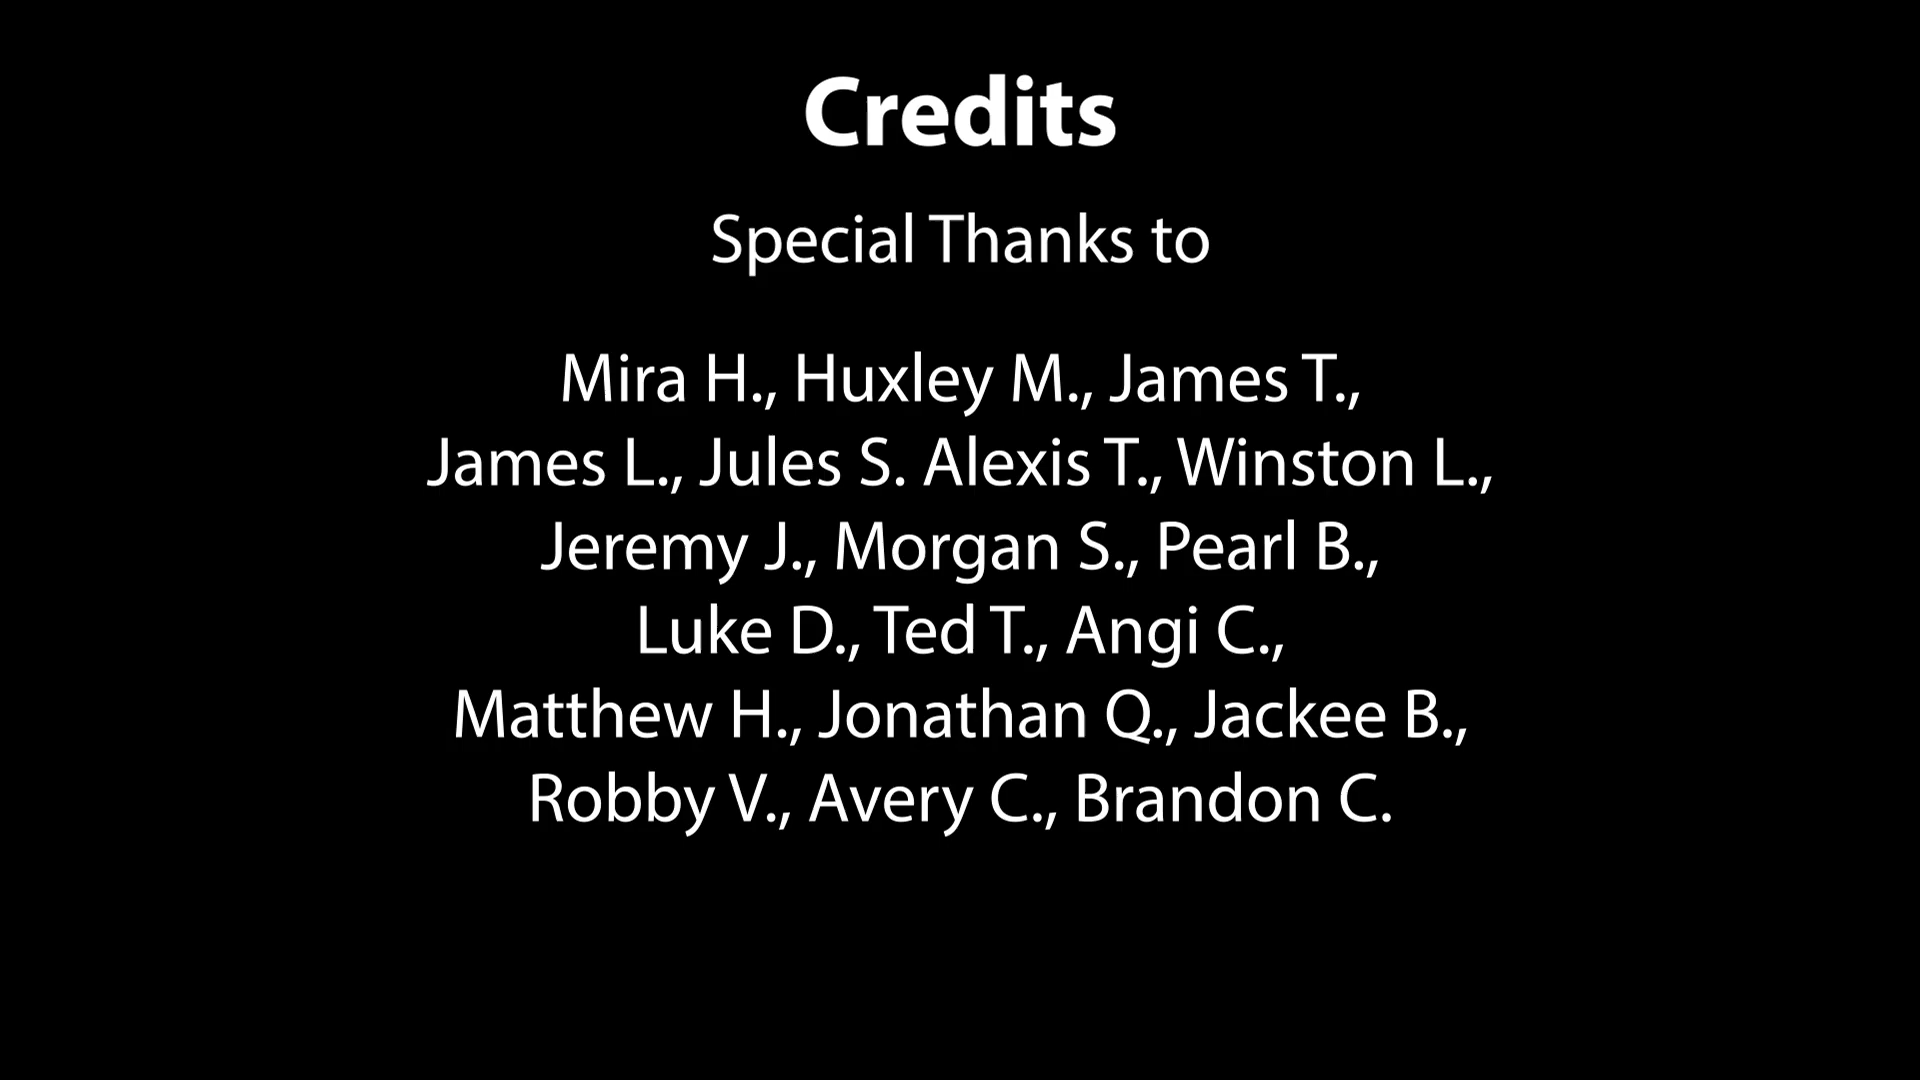 Credits
Special Thanks to
Mira H., Huxley M., James T.,
James L., Jules S. Alexis T., Winston L.,
Jeremy J., Morgan S., Pearl B.,
Luke D., Ted T., Angi C.,
Matthew H., Jonathan Q., Jackee B.,
Robby V., Avery C., Brandon C.